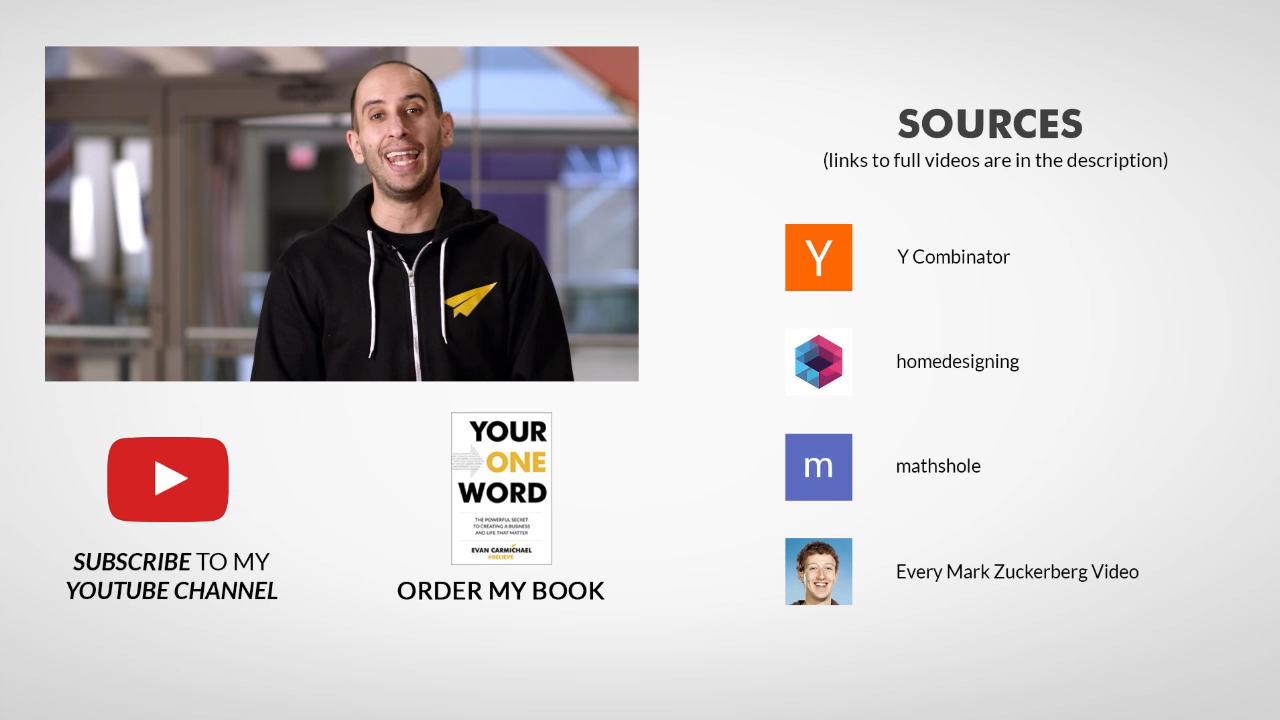 SOURCES
(links to full videos are in the description)
Y
Y Combinator
homedesigning
m
mathshole
Every Mark Zuckerberg Video
YOUR
ONE
WORD
THE POWERFUL SECRET
TO CREATING A BUSINESS
AND LIFE THAT MATTER
EVAN CARMICHAEL
#BELIEVE
SUBSCRIBE TO MY
YOUTUBE CHANNEL
ORDER MY BOOK